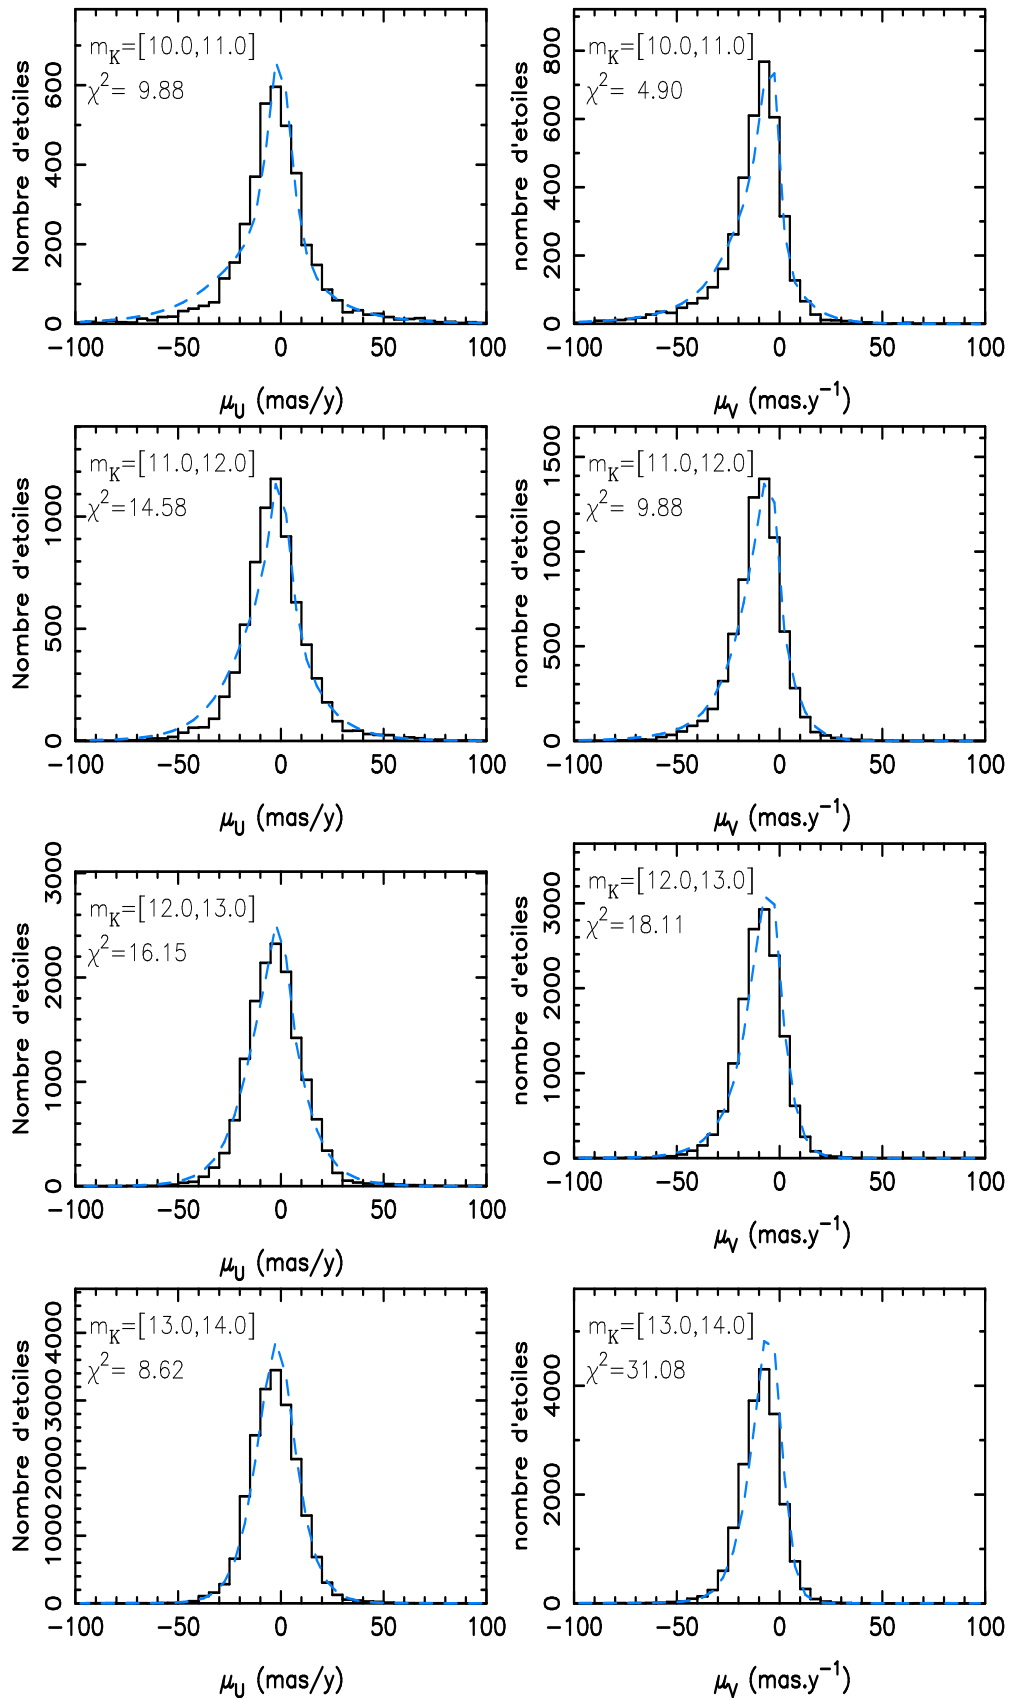 m_K=[10.0,11.0]
χ²= 9.88
Nombre d'etoiles
0 200 400 600
−100 −50 0 50 100
μ_U (mas/y)
m_K=[10.0,11.0]
χ²= 4.90
nombre d'etoiles
0 200 400 600 800
−100 −50 0 50 100
μ_V (mas.y⁻¹)
m_K=[11.0,12.0]
χ²=14.58
Nombre d'etoiles
0 500 1000
−100 −50 0 50 100
μ_U (mas/y)
m_K=[11.0,12.0]
χ²= 9.88
nombre d'etoiles
0 500 1000 1500
−100 −50 0 50 100
μ_V (mas.y⁻¹)
m_K=[12.0,13.0]
χ²=16.15
Nombre d'etoiles
0 1000 2000 3000
−100 −50 0 50 100
μ_U (mas/y)
m_K=[12.0,13.0]
χ²=18.11
nombre d'etoiles
0 1000 2000 3000
−100 −50 0 50 100
μ_V (mas.y⁻¹)
m_K=[13.0,14.0]
χ²= 8.62
Nombre d'etoiles
0 1000 2000 3000 4000
−100 −50 0 50 100
μ_U (mas/y)
m_K=[13.0,14.0]
χ²=31.08
nombre d'etoiles
0 2000 4000
−100 −50 0 50 100
μ_V (mas.y⁻¹)